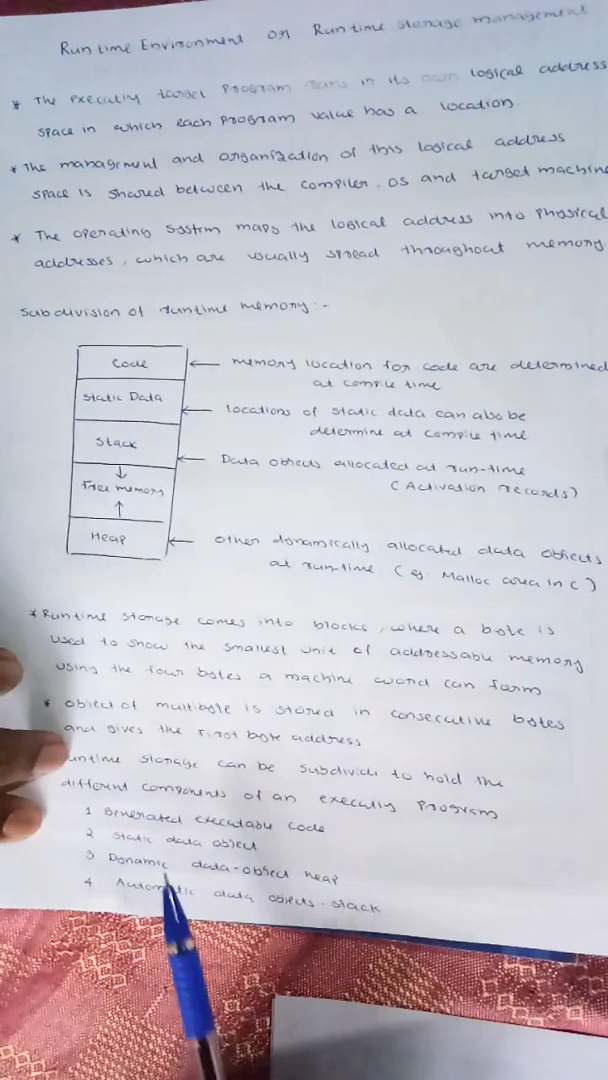 Runtime Environment on Runtime storage management
* The executly target program runs in its own logical address
space in which each program value has a location
* The management and organization of this logical address
space is shared between the compiler, os and target machine
* The operating system maps the logical address into physical
addresses, which are usually spread throughout memory
subdivision of runtime memory:-
Code ← memory location for code are determined
at compile time
Static Data ← locations of static data can also be
determine at compile time
Stack ← Data objects allocated at run-time
(Activation records)
↓
Free memory
↑
Heap ← other dynamically allocated data objects
at run-time (eg Malloc area in c)
* Runtime storage comes into blocks, where a byte is
used to show the smallest unit of addressable memory
using the four bytes a machine word can form
* object of multibyte is stored in consecutive bytes
and gives the first byte address
untime storage can be subdivide to hold the
different components of an executly program
1 Generated executable code
2 static data object
3 Dynamic data-object heap
4 Automatic data objects-stack